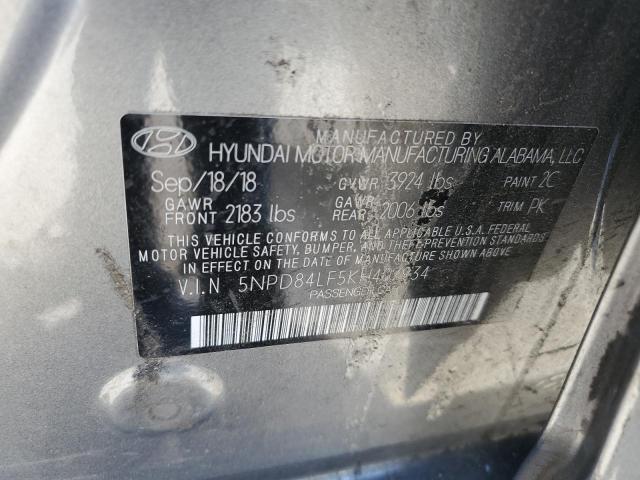 MANUFACTURED BY
HYUNDAI MOTOR MANUFACTURING ALABAMA, LLC
Sep/18/18 GVWR 3924 lbs PAINT 2C
GAWR FRONT 2183 lbs GAWR REAR 2006 lbs TRIM PK
THIS VEHICLE CONFORMS TO ALL APPLICABLE U.S.A FEDERAL
MOTOR VEHICLE SAFETY, BUMPER, AND THEFT PREVENTION STANDARDS
IN EFFECT ON THE DATE OF MANUFACTURE SHOWN ABOVE.
V.I.N
PASSENGER